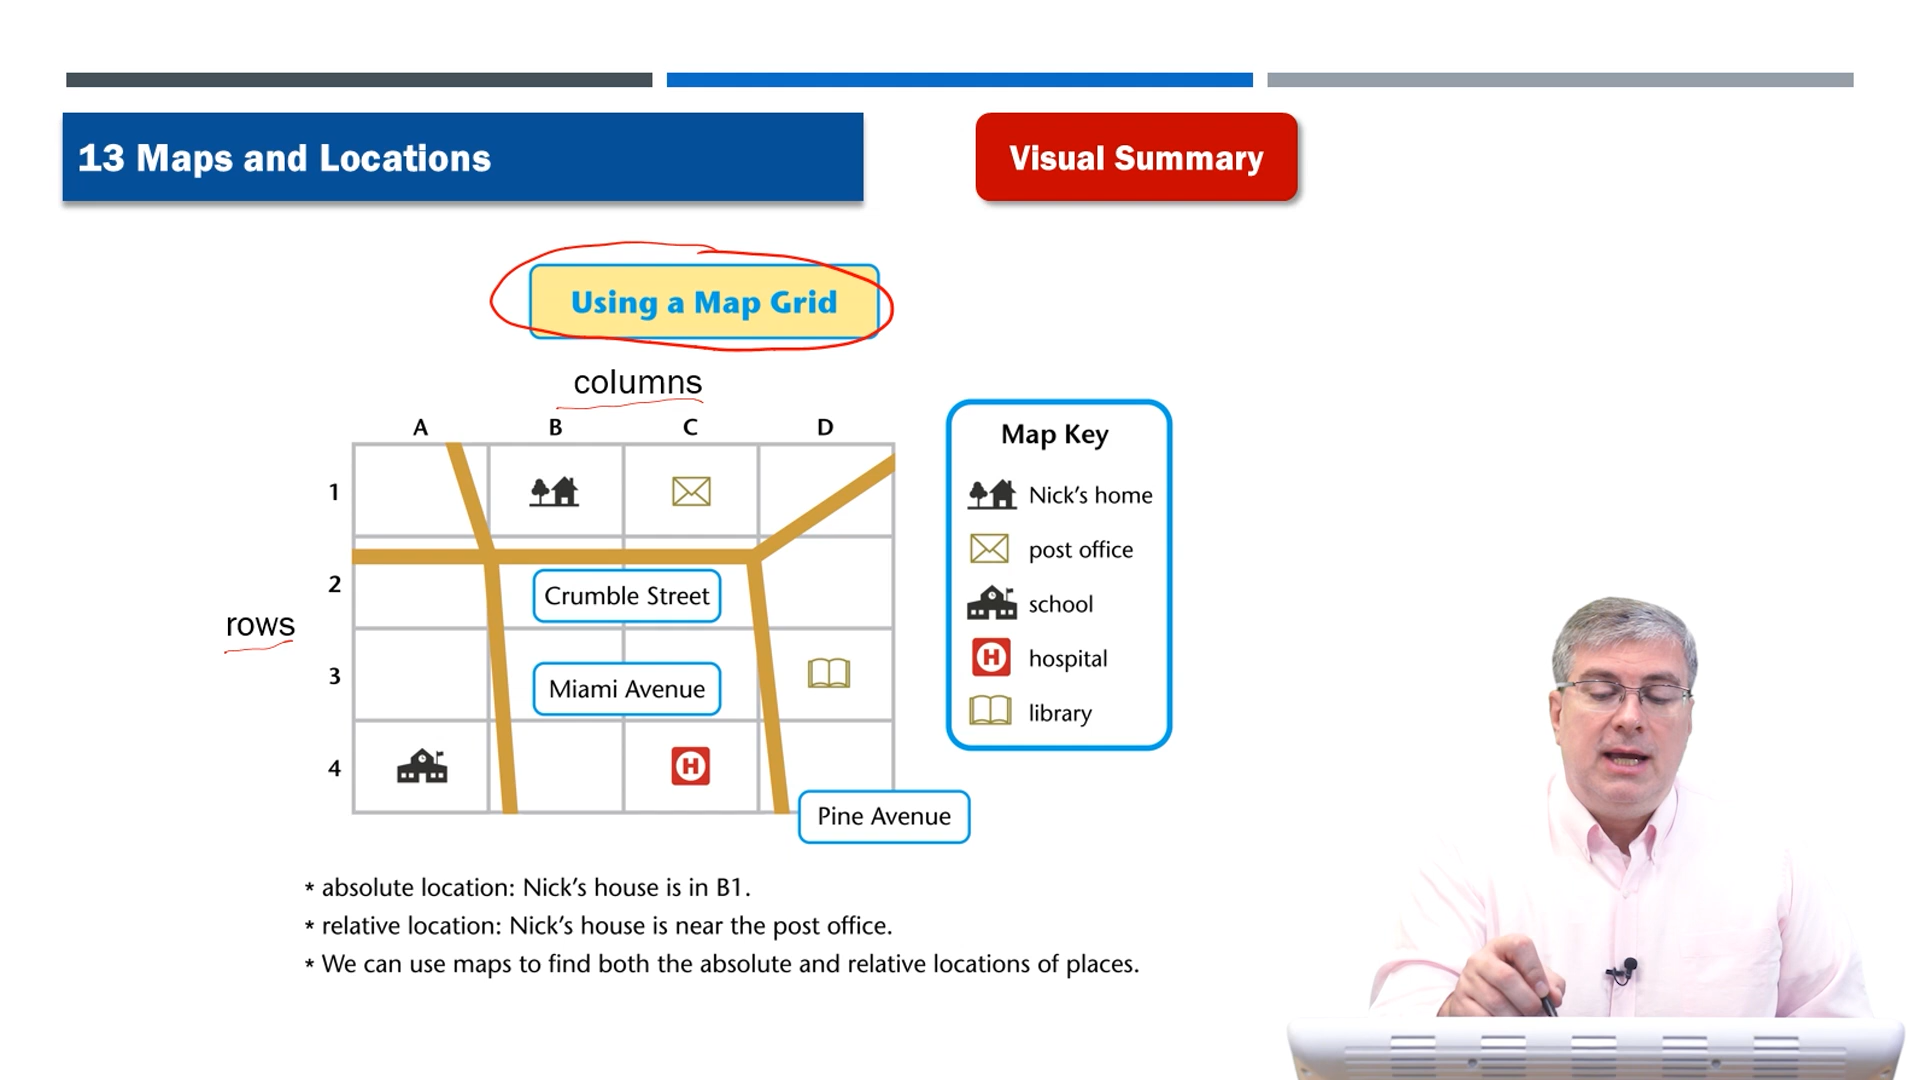 13 Maps and Locations
Visual Summary
Using a Map Grid
columns
A B C D
1
2
3
4
rows
Crumble Street
Miami Avenue
Pine Avenue
H
Map Key
Nick's home
post office
school
H hospital
library
* absolute location: Nick's house is in B1.
* relative location: Nick's house is near the post office.
* We can use maps to find both the absolute and relative locations of places.